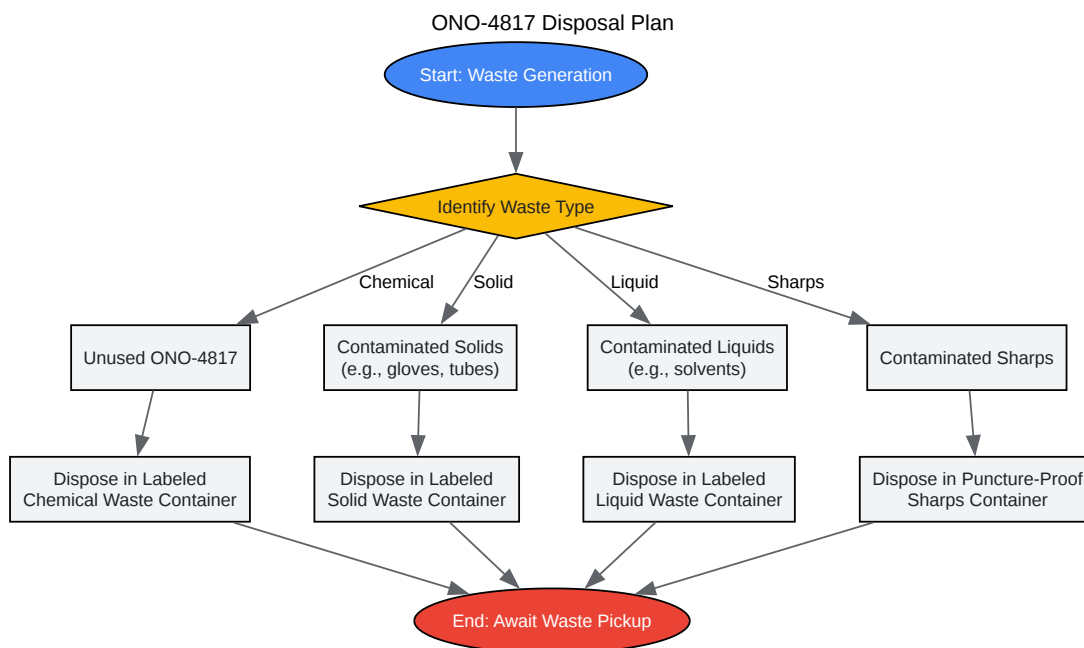 ONO-4817 Disposal Plan
Start: Waste Generation
Identify Waste Type
Chemical
Solid
Liquid
Sharps
Unused ONO-4817
Contaminated Solids
(e.g., gloves, tubes)
Contaminated Liquids
(e.g., solvents)
Contaminated Sharps
Dispose in Labeled
Chemical Waste Container
Dispose in Labeled
Solid Waste Container
Dispose in Labeled
Liquid Waste Container
Dispose in Puncture-Proof
Sharps Container
End: Await Waste Pickup